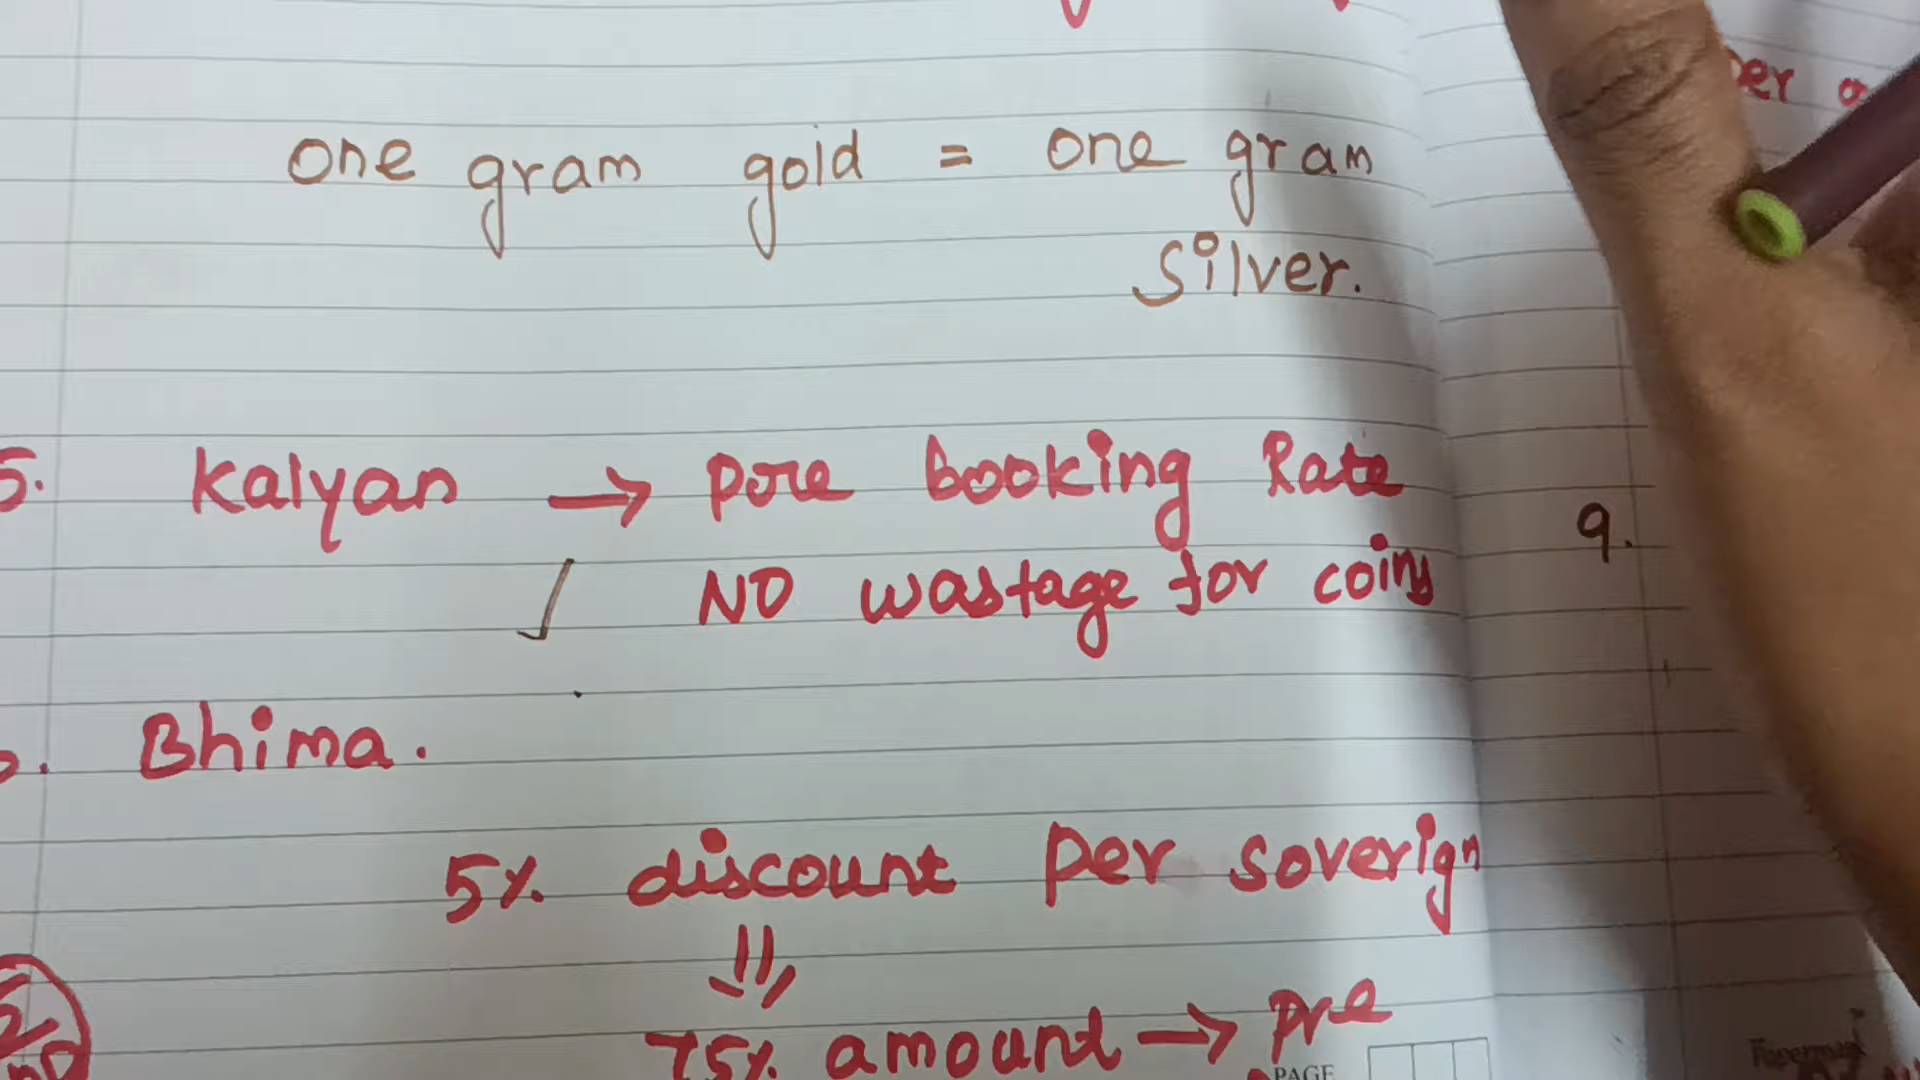 one gram gold = one gram
silver.
5. Kalyan → pre booking Rate
NO wastage for coins
9.
Bhima.
5% discount per soverign
75% amount → pre
PAGE